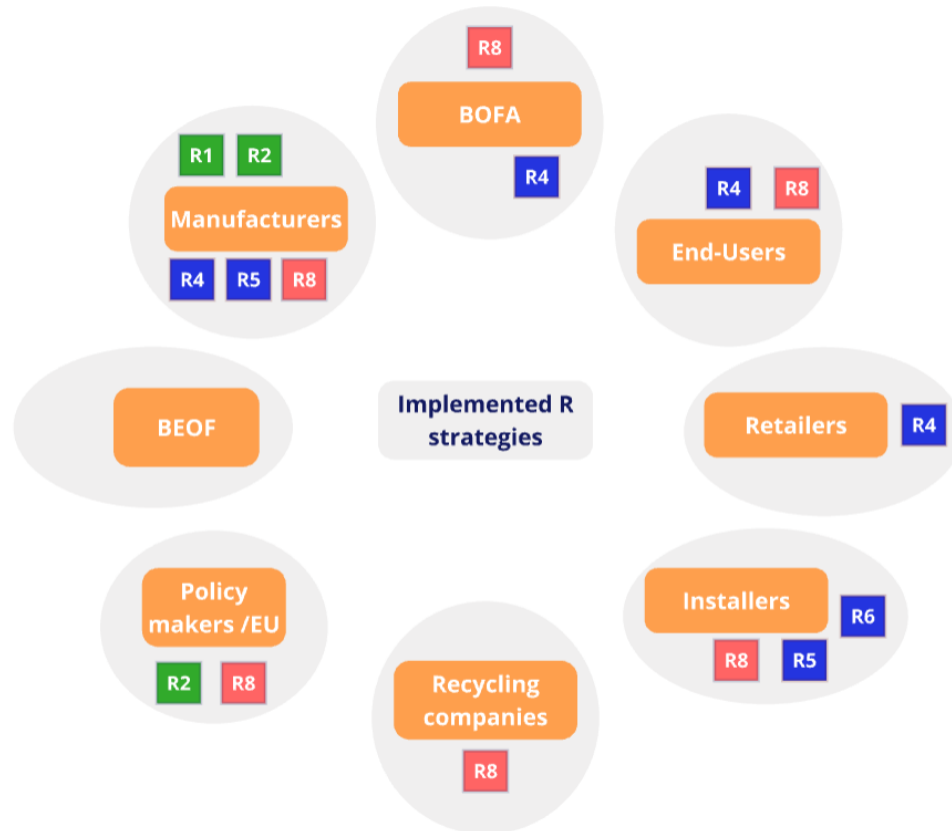 R8
BOFA
R4
R1 R2
Manufacturers
R4 R5 R8
R4 R8
End-Users
BEOF
Implemented R
strategies
Retailers
R4
Policy
makers /EU
R2 R8
Installers
R6
R8 R5
Recycling
companies
R8